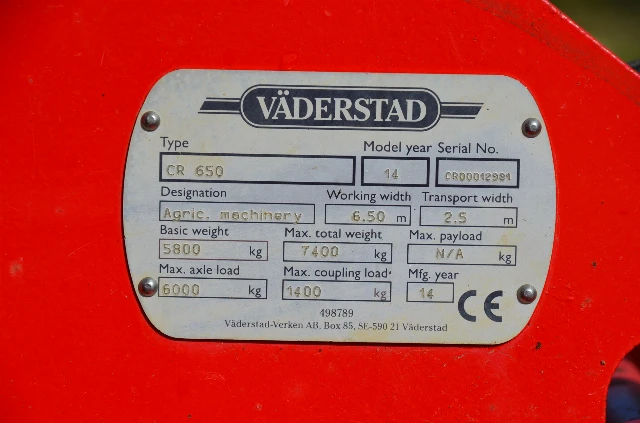 VÄDERSTAD
Type Model year Serial No.
CR 650 14 CR00012981
Designation Working width Transport width
Agric. machinery 6.50 m 2.5 m
Basic weight Max. total weight Max. payload
5800 kg 7400 kg N/A kg
Max. axle load Max. coupling load* Mfg. year
6000 kg 1400 kg 14 CE
498789
Väderstad-Verken AB, Box 85, SE-590 21 Väderstad